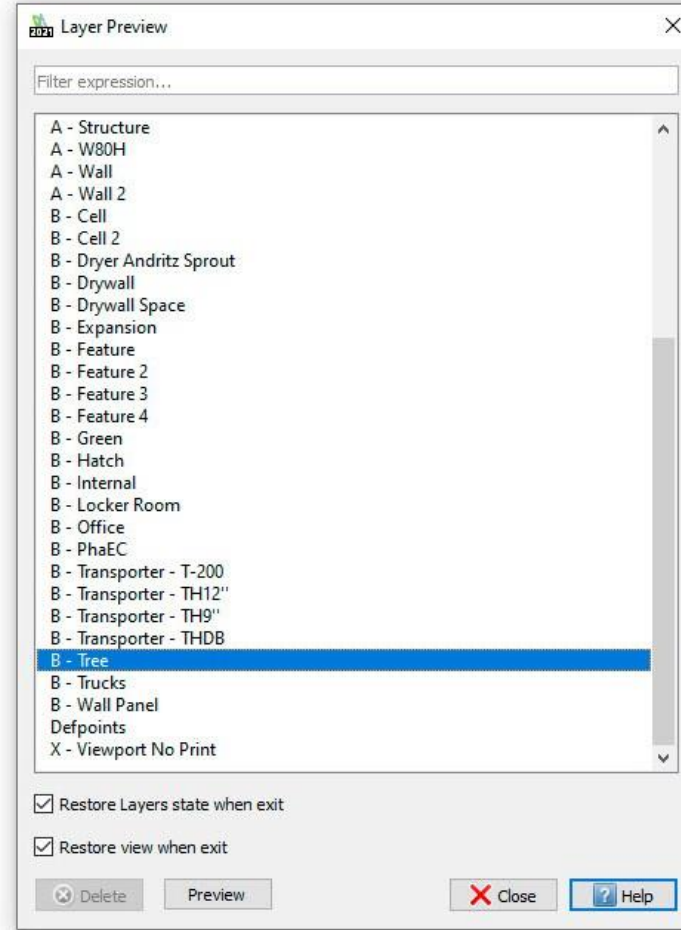 2021
Layer Preview
Filter expression...
A - Structure
A - W80H
A - Wall
A - Wall 2
B - Cell
B - Cell 2
B - Dryer Andritz Sprout
B - Drywall
B - Drywall Space
B - Expansion
B - Feature
B - Feature 2
B - Feature 3
B - Feature 4
B - Green
B - Hatch
B - Internal
B - Locker Room
B - Office
B - PhaEC
B - Transporter - T-200
B - Transporter - TH12''
B - Transporter - TH9''
B - Transporter - THDB
B - Tree
B - Trucks
B - Wall Panel
Defpoints
X - Viewport No Print
Restore Layers state when exit
Restore view when exit
Delete Preview Close ? Help